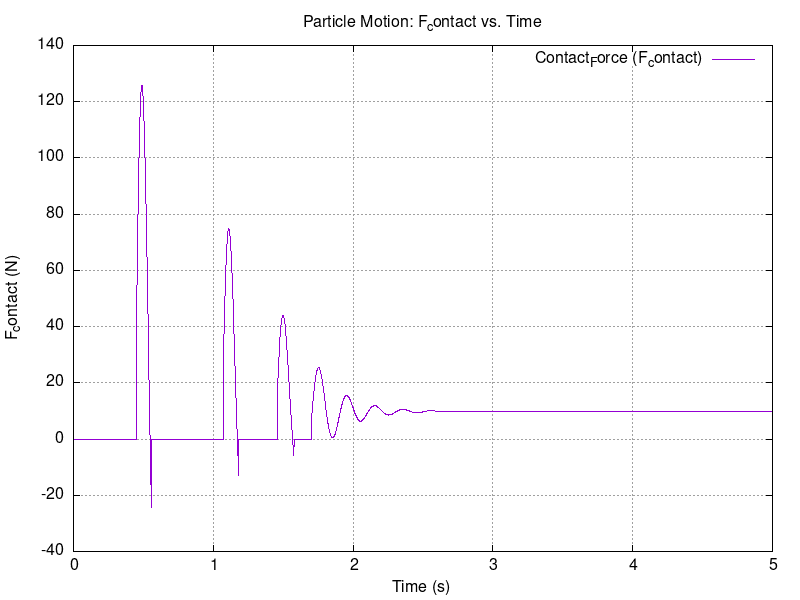 Particle Motion: Fcontact vs. Time
ContactForce (Fcontact)
140
120
100
80
60
40
20
0
-20
-40
Fcontact (N)
0 1 2 3 4 5
Time (s)